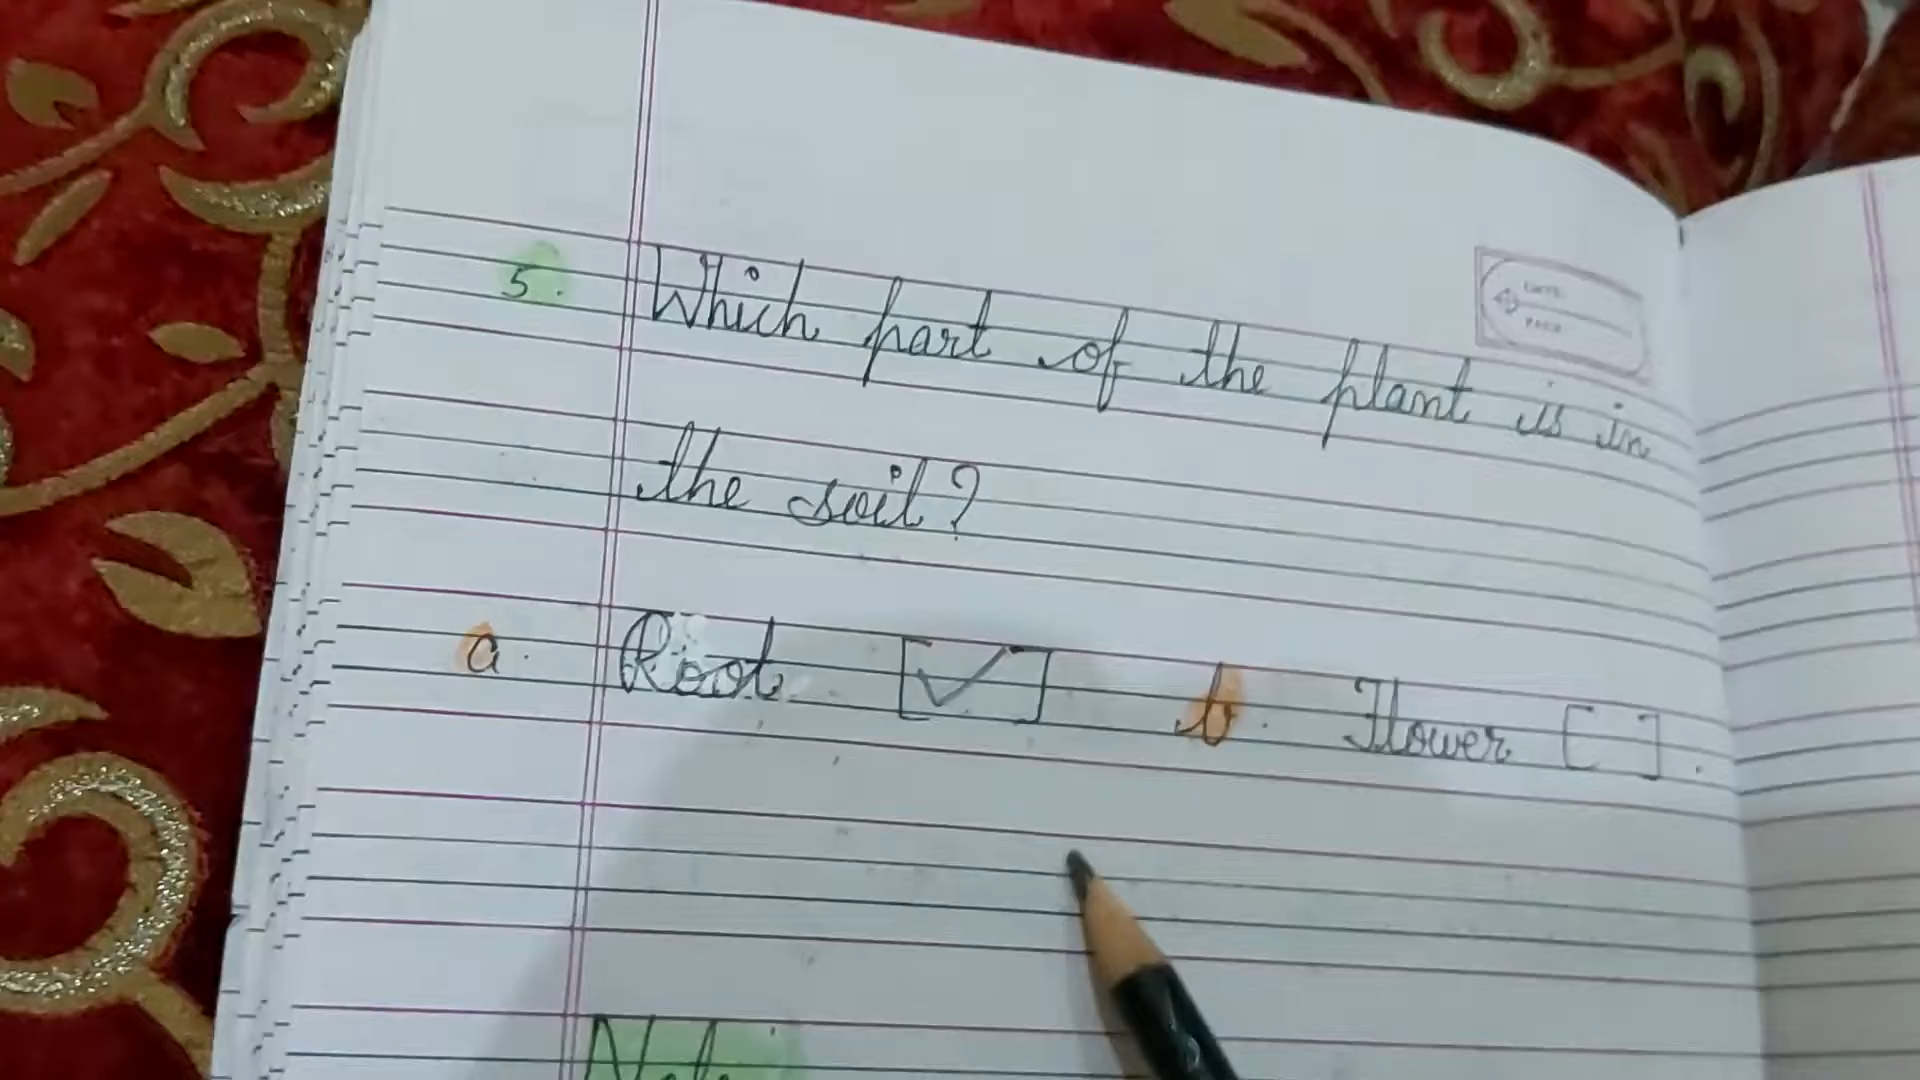 5. Which part of the plant is in
the soil?
a. Root [✓] b. Flower [ ].